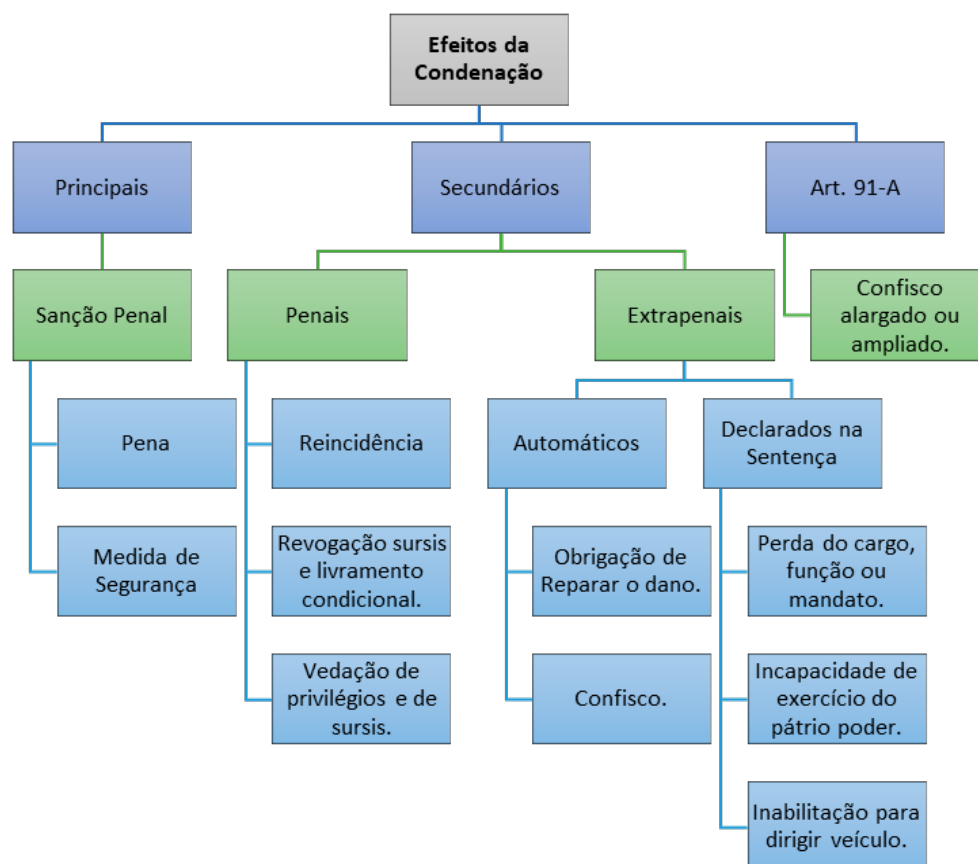 Efeitos da
Condenação
Principais
Secundários
Art. 91-A
Sanção Penal
Penais
Extrapenais
Confisco
alargado ou
ampliado.
Pena
Reincidência
Automáticos
Declarados na
Sentença
Medida de
Segurança
Revogação sursis
e livramento
condicional.
Obrigação de
Reparar o dano.
Perda do cargo,
função ou
mandato.
Vedação de
privilégios e de
sursis.
Confisco.
Incapacidade de
exercício do
pátrio poder.
Inabilitação para
dirigir veículo.